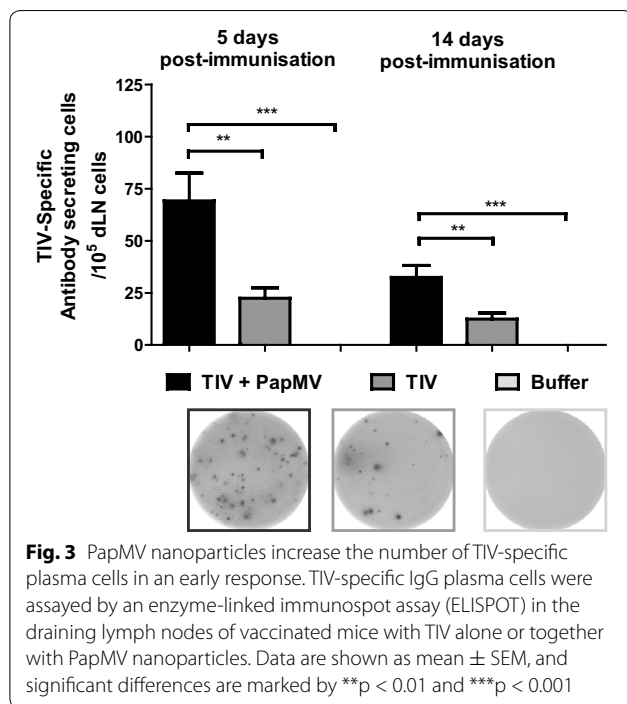 5 days
post-immunisation
14 days
post-immunisation
TIV-Specific
Antibody secreting cells
/10⁵ dLN cells
125
100
75
50
25
0
***
**
***
**
TIV + PapMV
TIV
Buffer
Fig. 3 PapMV nanoparticles increase the number of TIV-specific
plasma cells in an early response. TIV-specific IgG plasma cells were
assayed by an enzyme-linked immunospot assay (ELISPOT) in the
draining lymph nodes of vaccinated mice with TIV alone or together
with PapMV nanoparticles. Data are shown as mean ± SEM, and
significant differences are marked by **p < 0.01 and ***p < 0.001